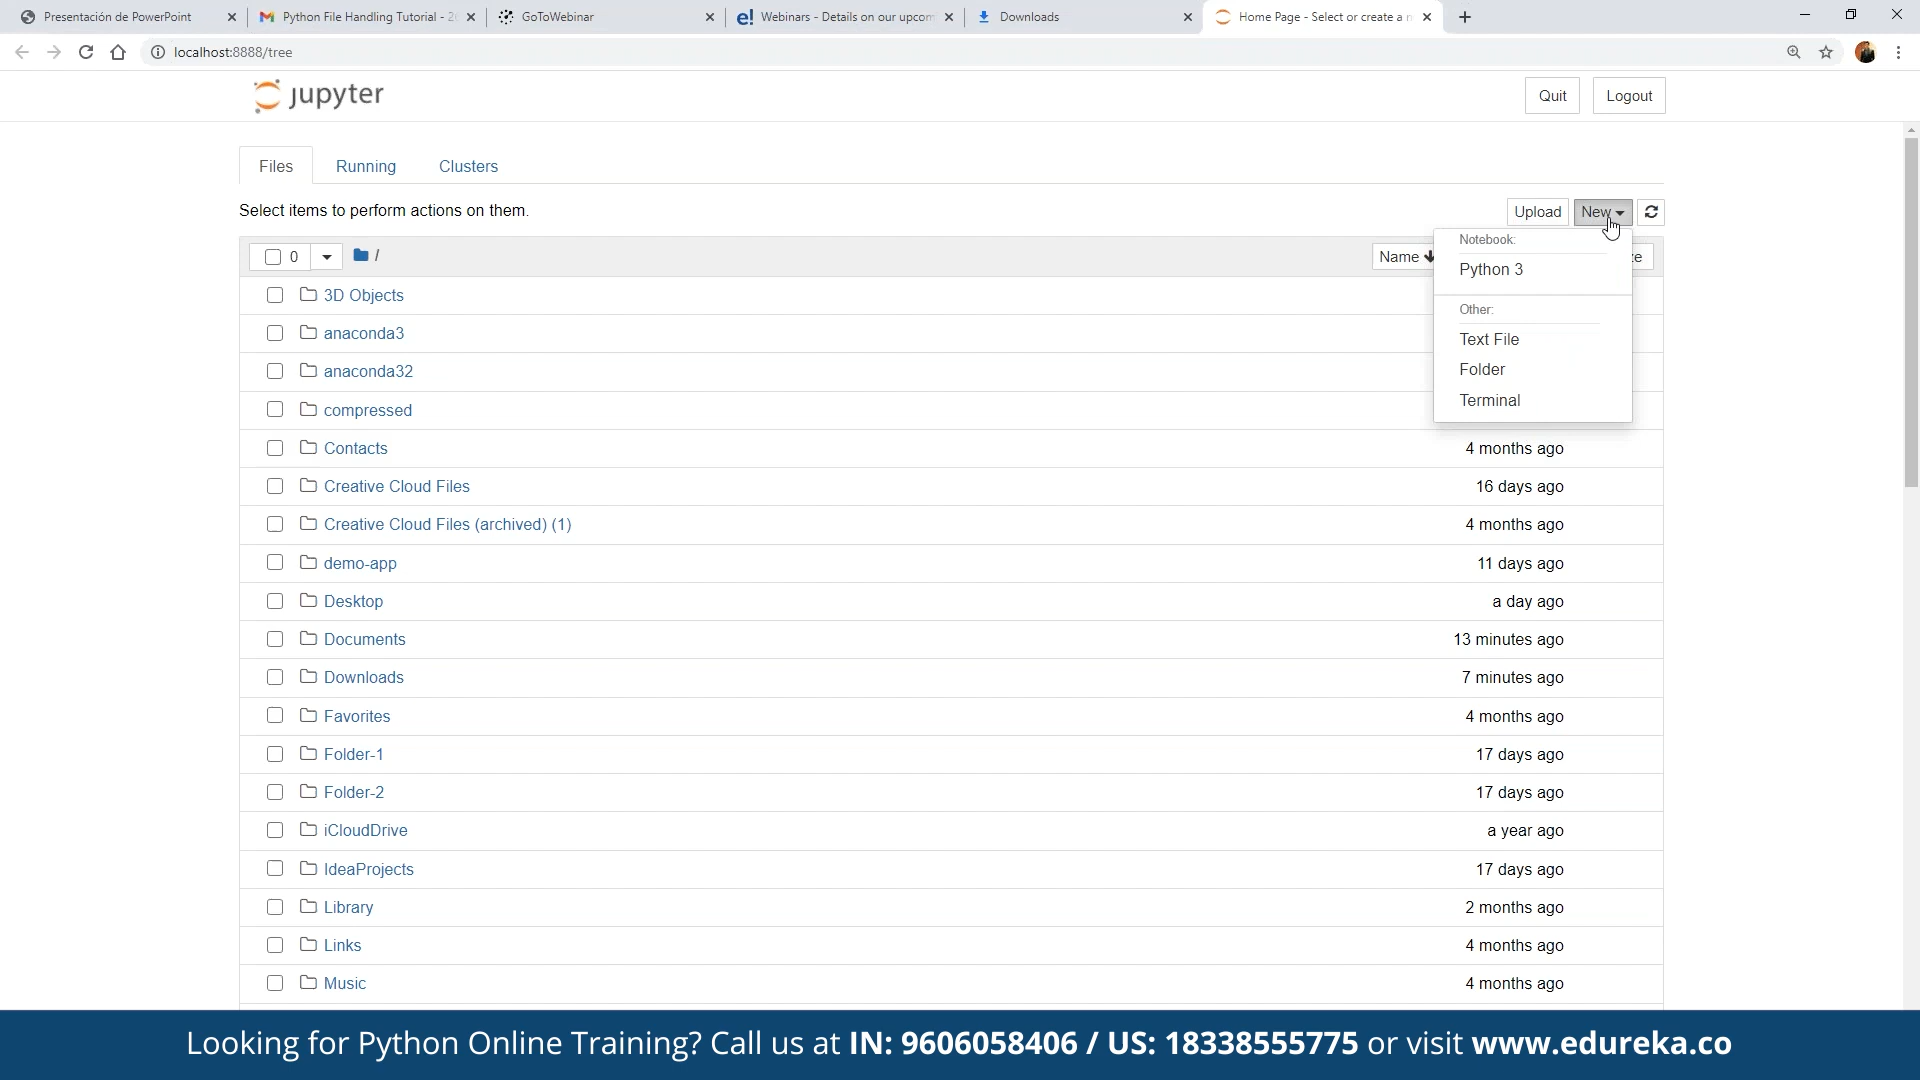 Presentación de PowerPoint
Python File Handling Tutorial - 2
GoToWebinar
e! Webinars - Details on our upcom
Downloads
Home Page - Select or create a n
localhost:8888/tree
jupyter
Quit
Logout
Files
Running
Clusters
Select items to perform actions on them.
Upload
New
0
/
Name
Notebook:
Python 3
Other:
Text File
Folder
Terminal
3D Objects
anaconda3
anaconda32
compressed
Contacts 4 months ago
Creative Cloud Files 16 days ago
Creative Cloud Files (archived) (1) 4 months ago
demo-app 11 days ago
Desktop a day ago
Documents 13 minutes ago
Downloads 7 minutes ago
Favorites 4 months ago
Folder-1 17 days ago
Folder-2 17 days ago
iCloudDrive a year ago
IdeaProjects 17 days ago
Library 2 months ago
Links 4 months ago
Music 4 months ago
Looking for Python Online Training? Call us at IN: 9606058406 / US: 18338555775 or visit www.edureka.co